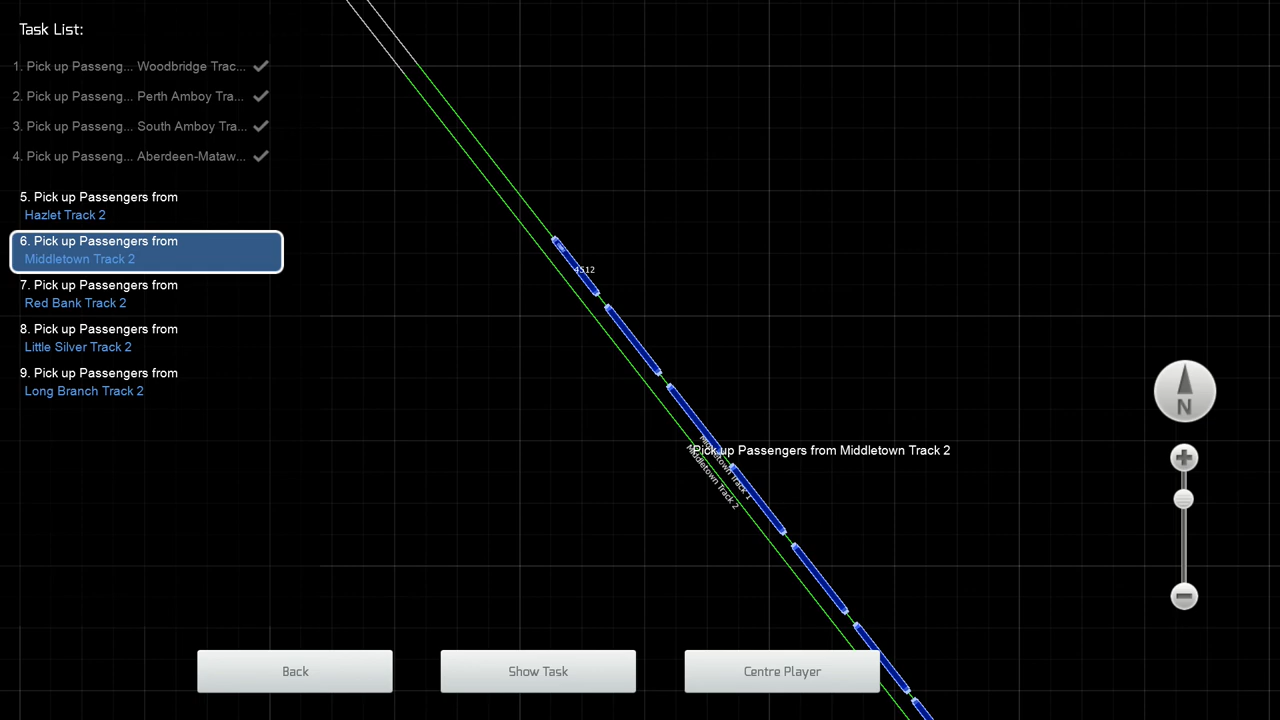 Task List:
1. Pick up Passeng... Woodbridge Trac...
2. Pick up Passeng... Perth Amboy Tra...
3. Pick up Passeng... South Amboy Tra...
4. Pick up Passeng... Aberdeen-Mataw...
5. Pick up Passengers from
Hazlet Track 2
6. Pick up Passengers from
Middletown Track 2
7. Pick up Passengers from
Red Bank Track 2
8. Pick up Passengers from
Little Silver Track 2
9. Pick up Passengers from
Long Branch Track 2
4512
Pick up Passengers from Middletown Track 2
Middletown Track 1
Middletown Track 2
N
Back
Show Task
Centre Player